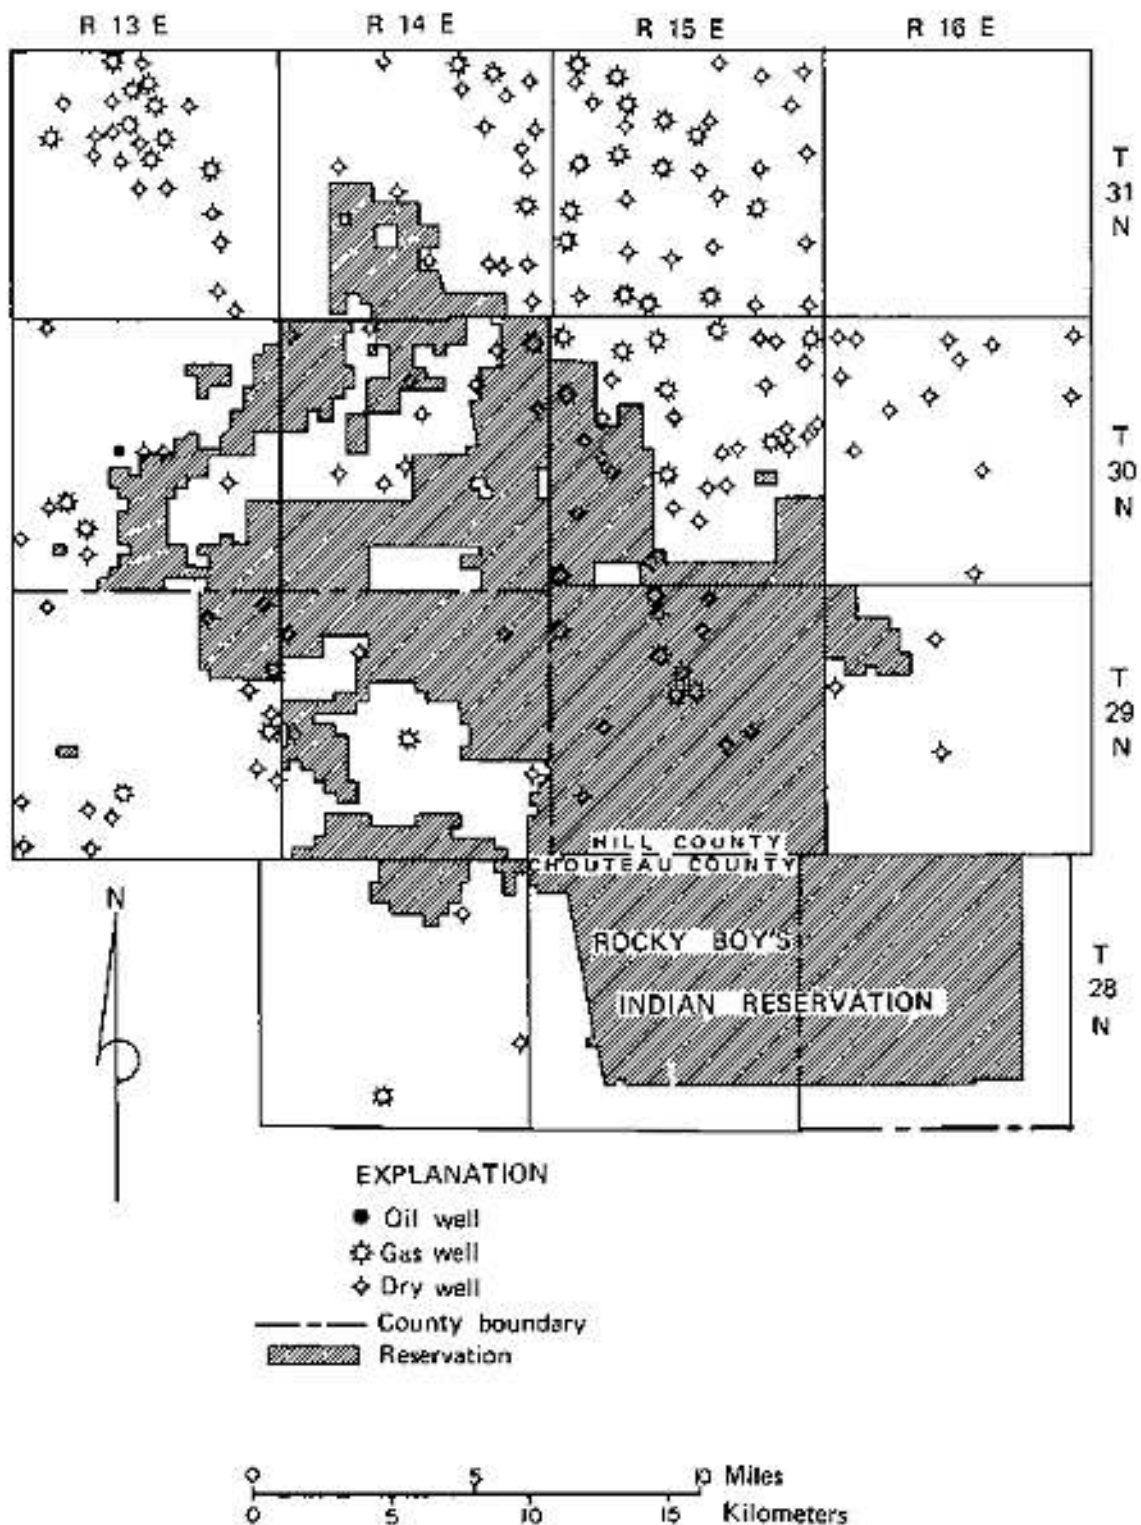 R 13 E R 14 E R 15 E R 16 E
T
31
N
T
30
N
T
29
N
HILL COUNTY
CHOUTEAU COUNTY
N
ROCKY BOY'S
INDIAN RESERVATION
T
28
N
EXPLANATION
Oil well
Gas well
Dry well
County boundary
Reservation
0 5 10 Miles
0 5 10 15 Kilometers